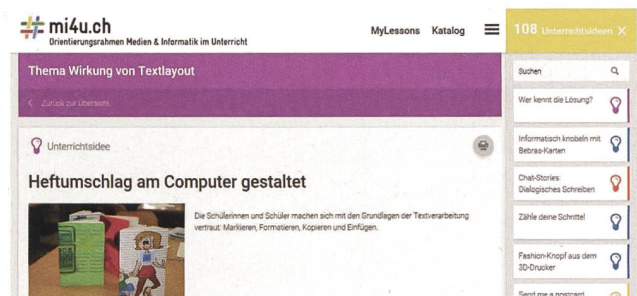 mi4u.ch
Orientierungsrahmen Medien & Informatik im Unterricht
MyLessons Katalog
Thema Wirkung von Textlayout
Zurück zur Übersicht
Unterrichtsidee
Heftumschlag am Computer gestaltet
Die Schülerinnen und Schüler machen sich mit den Grundlagen der Textverarbeitung
vertraut: Markieren, Formatieren, Kopieren und Einfügen.
108 Unterrichtsideen
Suchen
Wer kennt die Lösung?
Informatisch knobeln mit
Bebras-Karten
Chat-Stories:
Dialogisches Schreiben
Zähle deine Schritte!
Fashion-Knopf aus dem
3D-Drucker
Send me a postcard